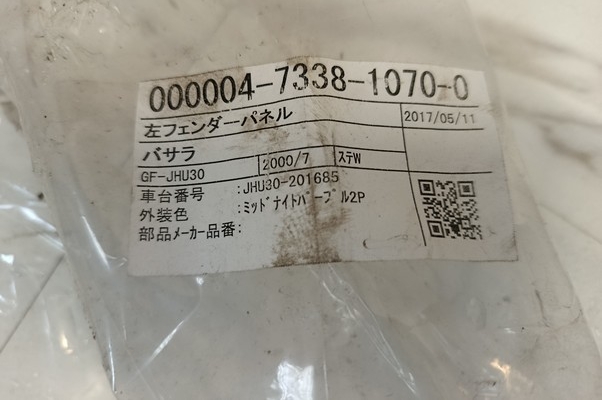 000004-7338-1070-0
左フェンダーパネル 2017/05/11
バサラ
GF-JHU30 2000/7 ステW
車台番号 :JHU30-201685
外装色 :ミッドナイトパープル2P
部品メーカー品番: